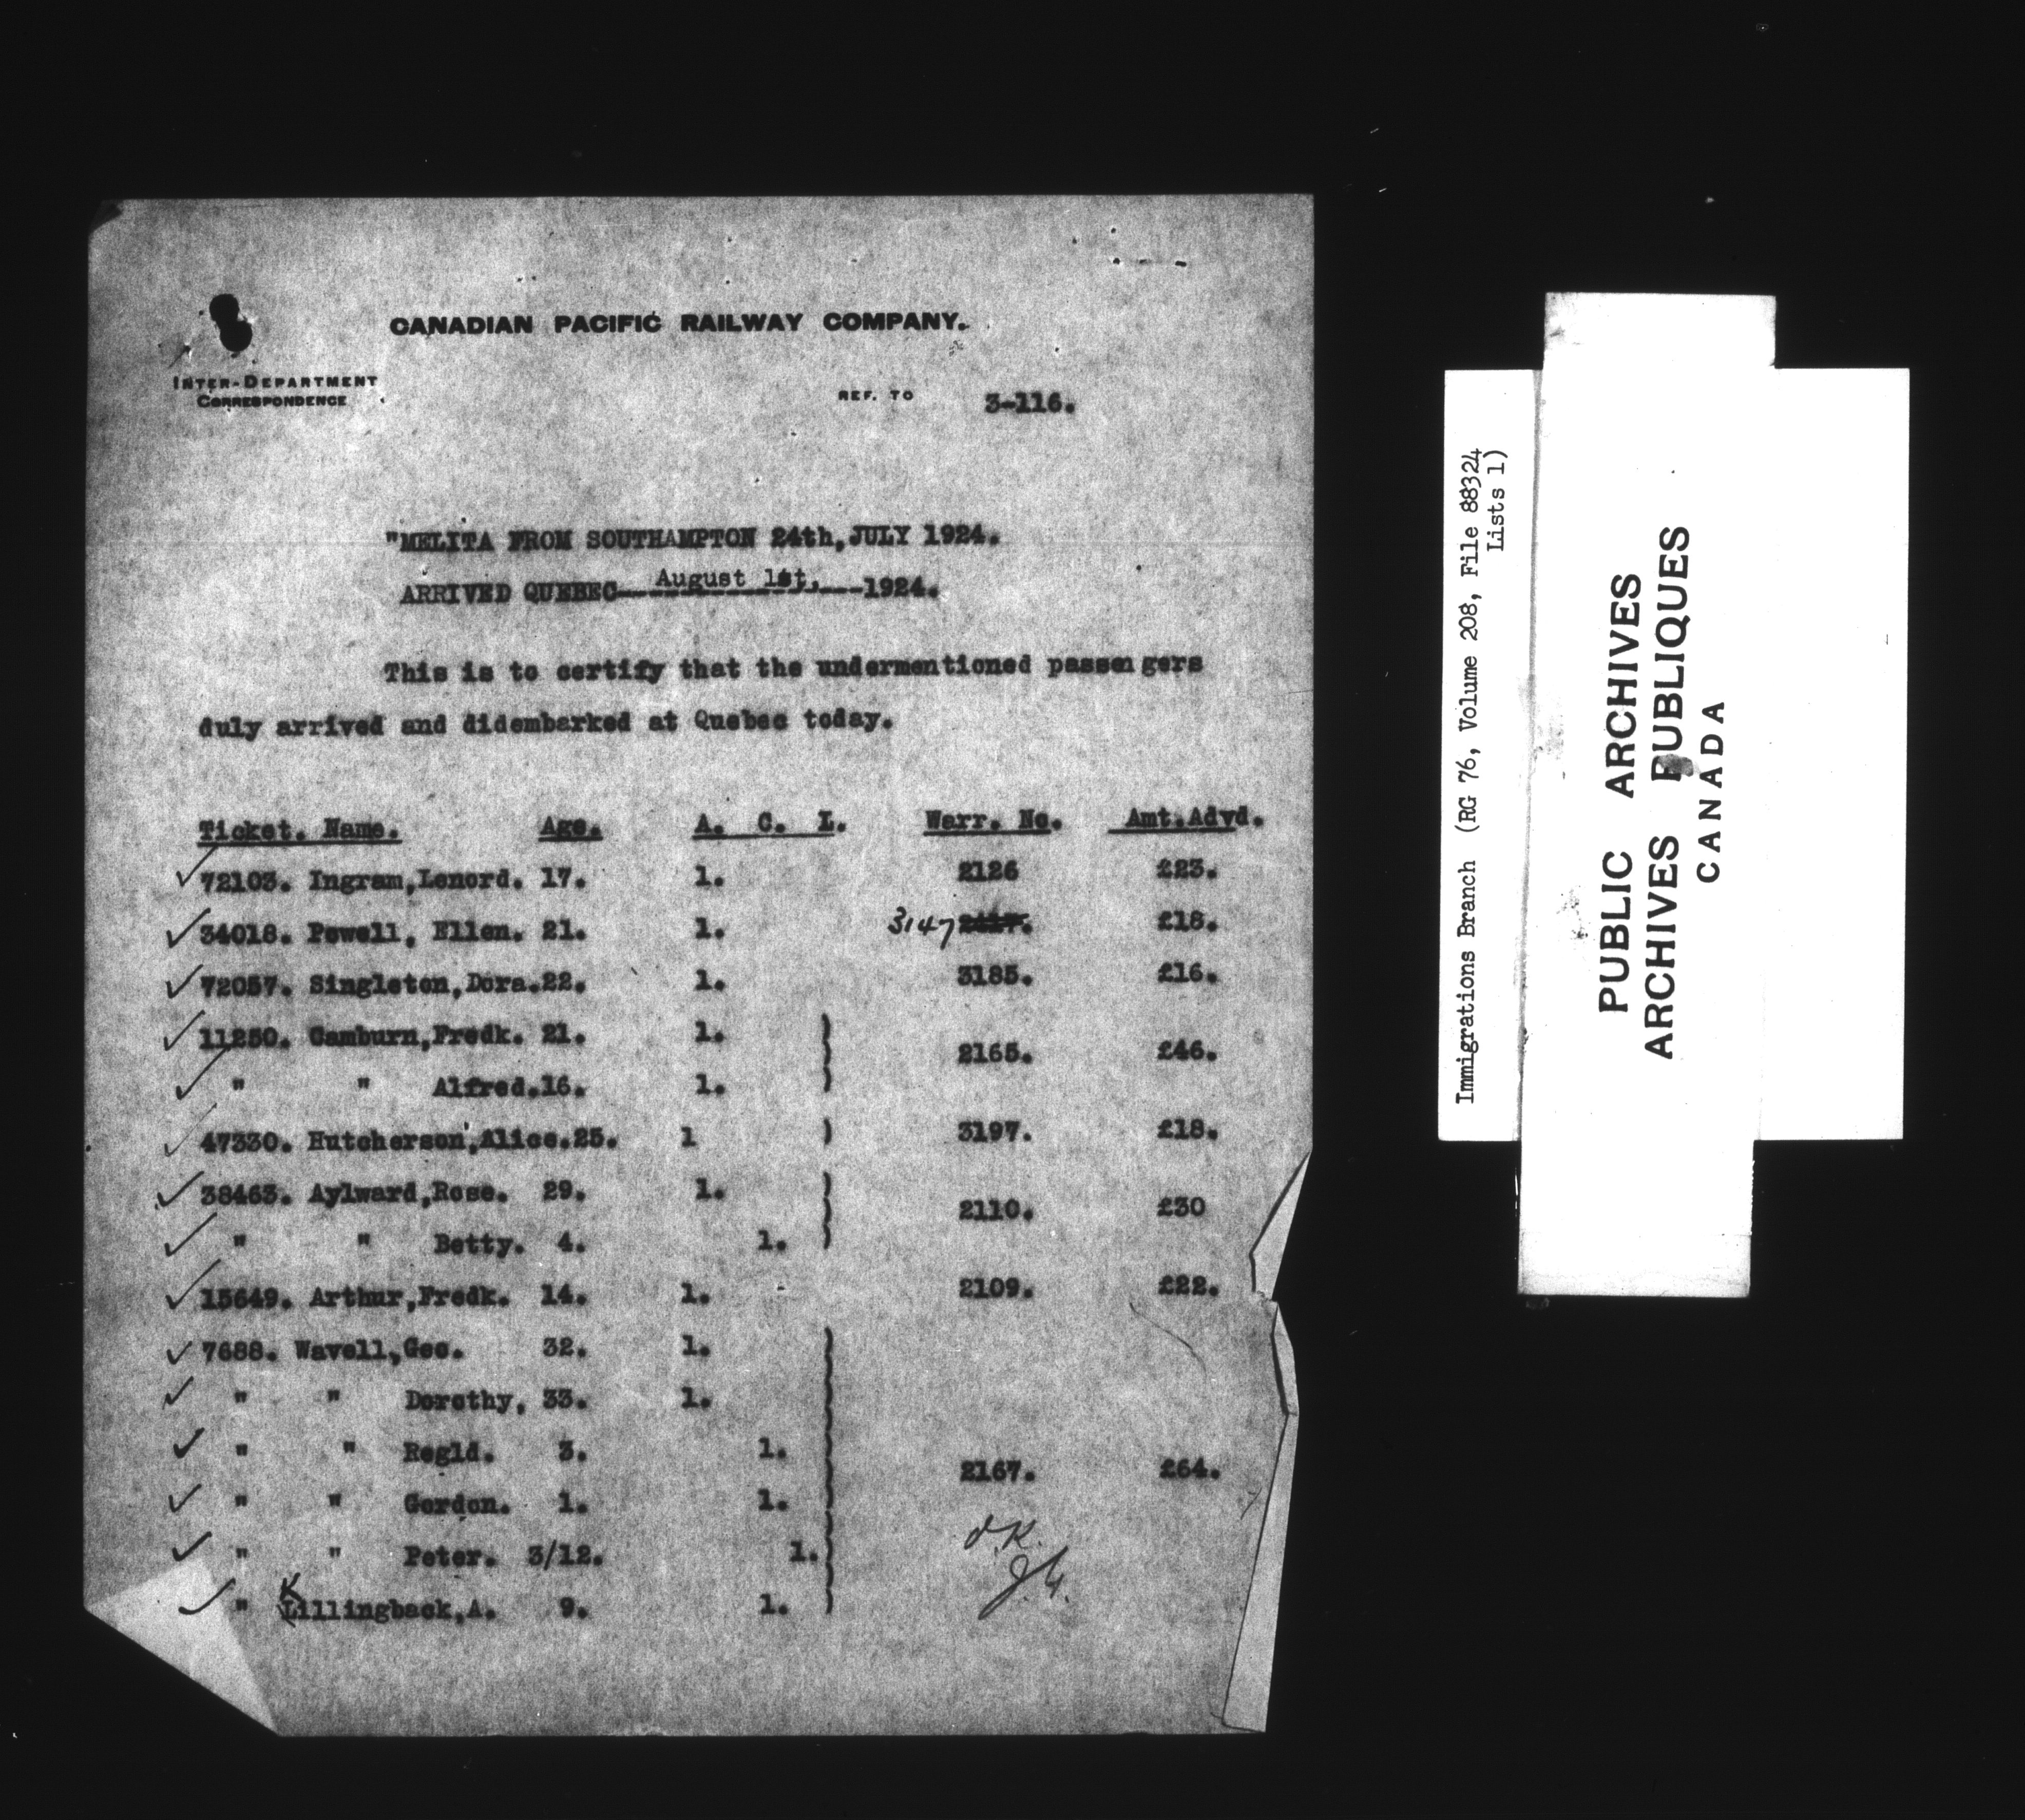 CANADIAN PACIFIC RAILWAY COMPANY.
INTER-DEPARTMENT
CORRESPONDENCE
REF. TO 3-116.
"MELITA FROM SOUTHAMPTON 24th, JULY 1924.
ARRIVED QUEBEC-----August 1st,-----1924.
This is to certify that the undermentioned passengers
duly arrived and didembarked at Quebec today.
Ticket. Name. Age. A. C. I. Warr. No. Amt.Advd.
72103. Ingram,Lenord. 17. 1. 2126 £23.
34018. Powell, Ellen. 21. 1. 3147 £18.
72057. Singleton,Dora.22. 1. 3185. £16.
11250. Camburn,Fredk. 21. 1.
2165. £46.
" " Alfred.16. 1.
47330. Hutcherson,Alice.25. 1 ) 3197. £18.
38463. Aylward,Rose. 29. 1.
2110. £30
" " Betty. 4. 1.
15649. Arthur,Fredk. 14. 1. 2109. £22.
7688. Wavell,Geo. 32. 1.
" " Dorothy, 33. 1.
" " Regld. 3. 1.
2167. £64.
" " Gordon. 1. 1.
O.K.
" " Peter. 3/12. 1.
" Killingback,A. 9. 1.
Immigrations Branch (RG 76, Volume 208, File 88324
Lists 1)
PUBLIC ARCHIVES
ARCHIVES PUBLIQUES
CANADA